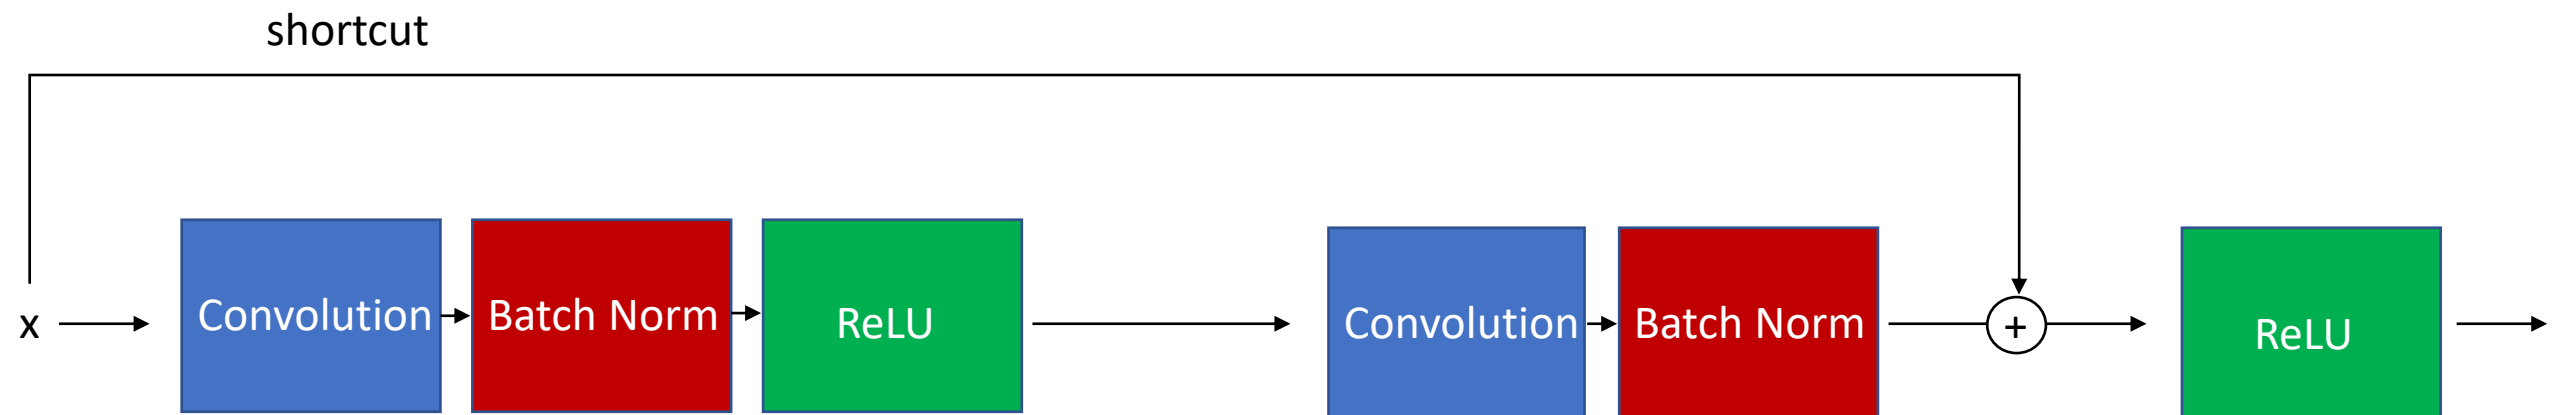 shortcut
x
Convolution
Batch Norm
ReLU
Convolution
Batch Norm
+
ReLU